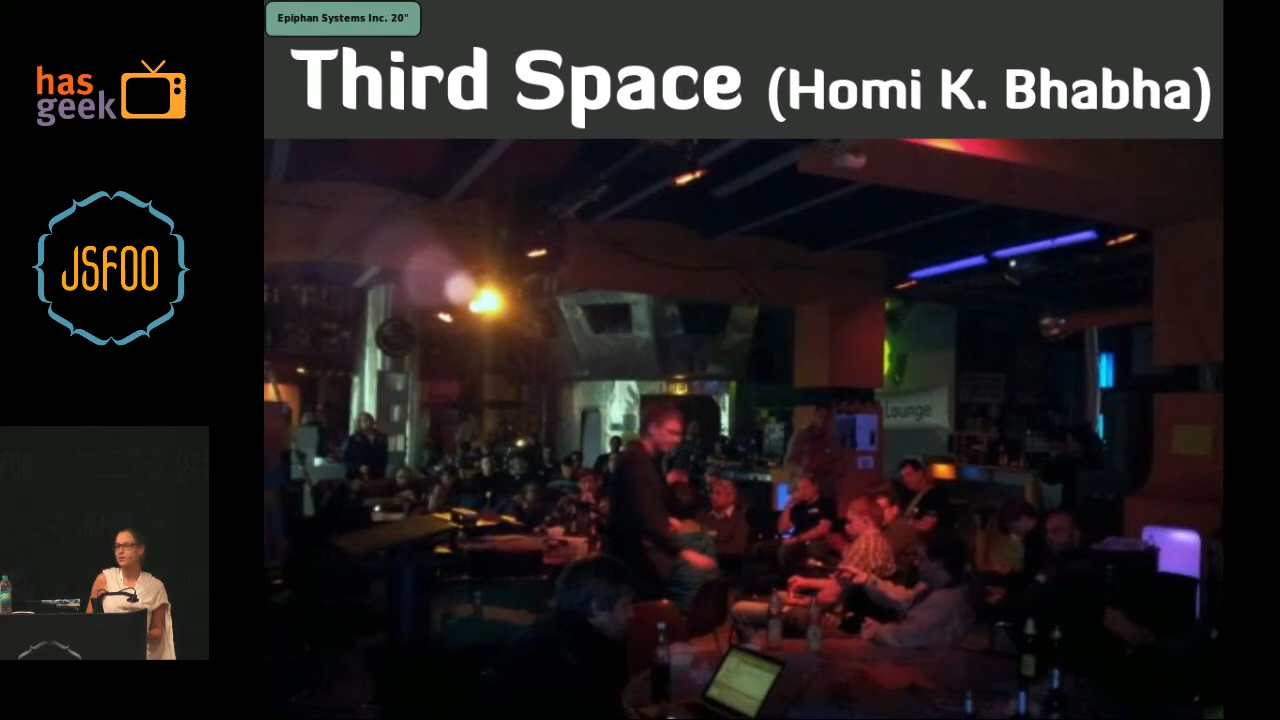 has
geek
JSFOO
Epiphan Systems Inc. 20"
Third Space (Homi K. Bhabha)
Lounge